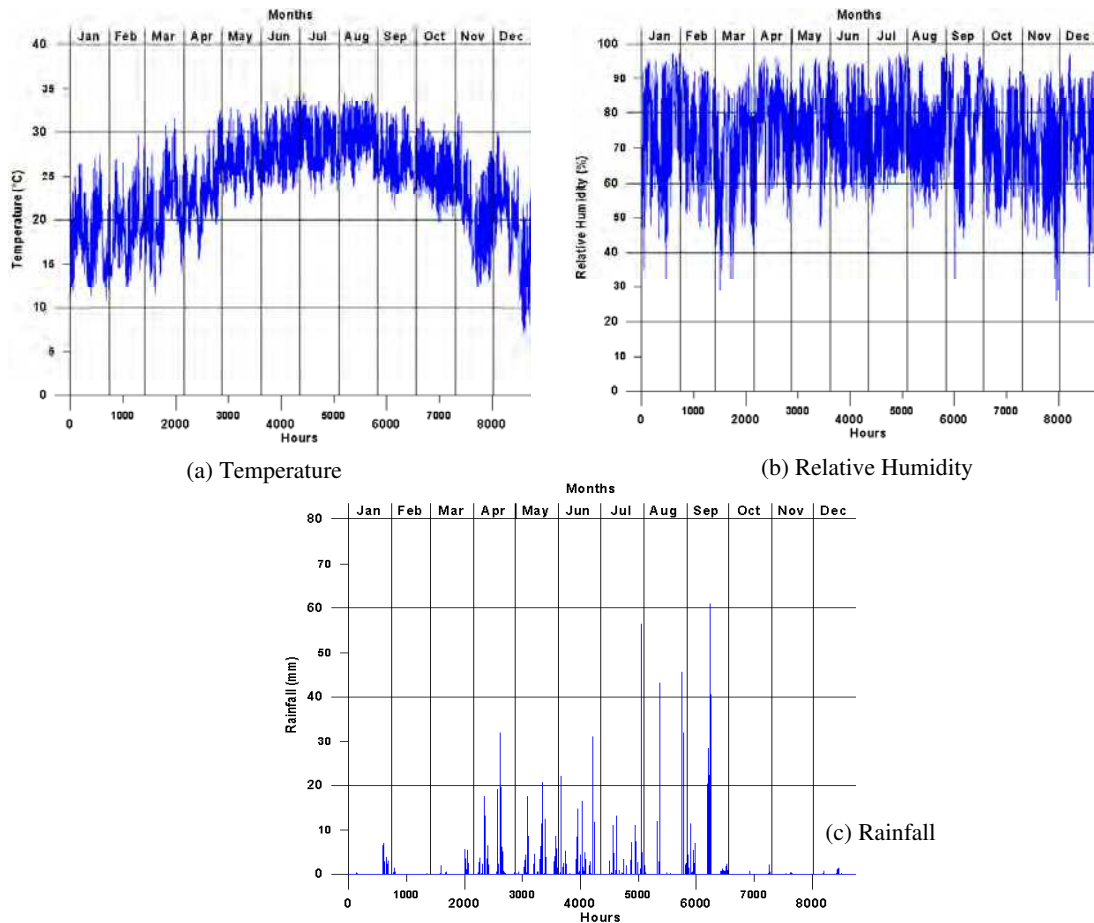 Months
Jan Feb Mar Apr May Jun Jul Aug Sep Oct Nov Dec
40
35
30
25
20
15
10
5
0
Temperature (°C)
1000 3000 5000 7000
0 2000 4000 6000 8000
Hours
(a) Temperature
Months
Jan Feb Mar Apr May Jun Jul Aug Sep Oct Nov Dec
100
90
80
70
60
50
40
30
20
10
0
Relative Humidity (%)
1000 3000 5000 7000
0 2000 4000 6000 8000
Hours
(b) Relative Humidity
Months
Jan Feb Mar Apr May Jun Jul Aug Sep Oct Nov Dec
80
70
60
50
40
30
20
10
0
Rainfall (mm)
(c) Rainfall
1000 3000 5000 7000
0 2000 4000 6000 8000
Hours